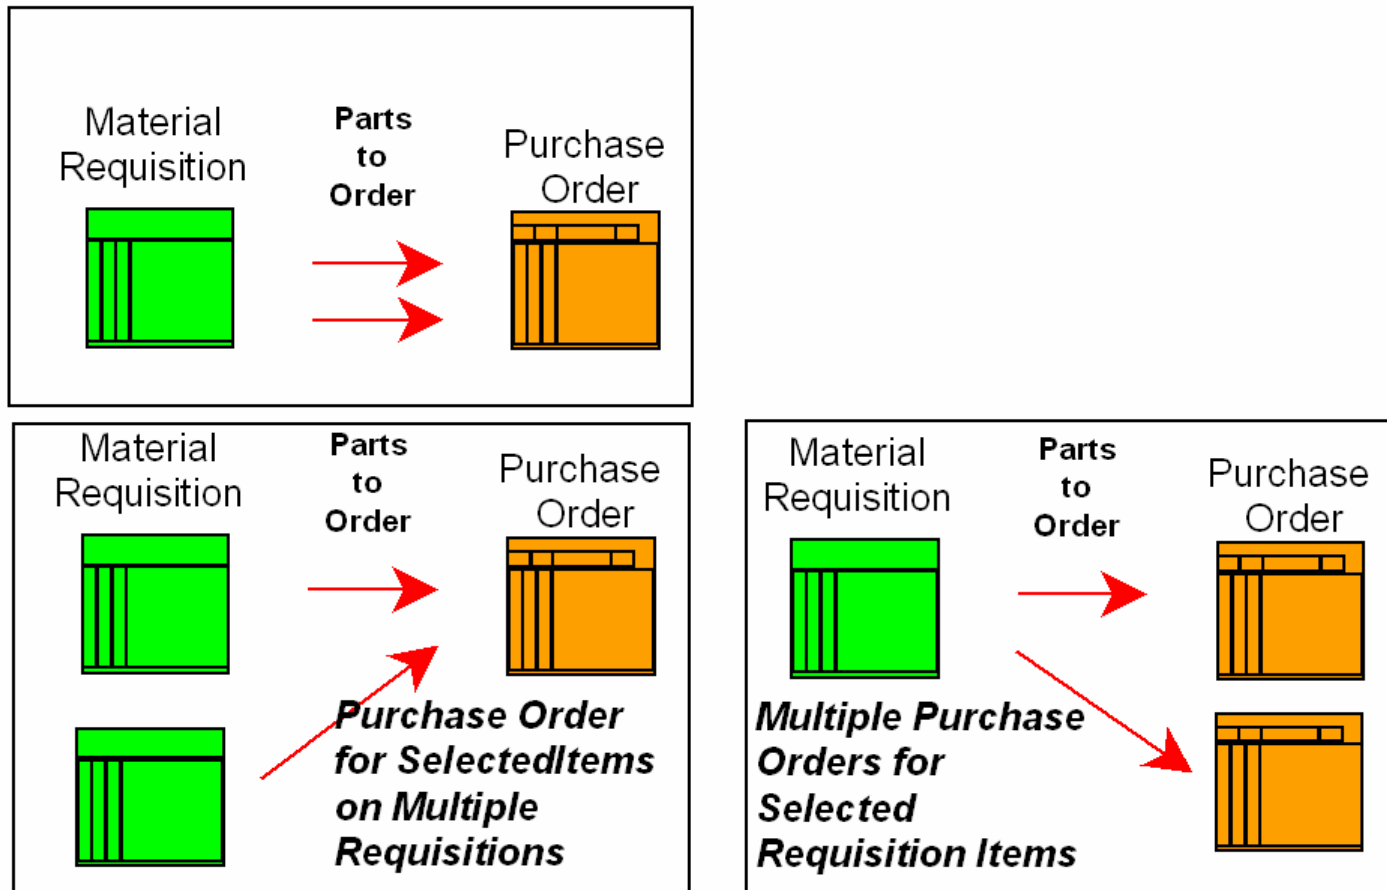 Material
Requisition
Parts
to
Order
Purchase
Order
Material
Requisition
Parts
to
Order
Purchase
Order
Purchase Order
for SelectedItems
on Multiple
Requisitions
Material
Requisition
Parts
to
Order
Purchase
Order
Multiple Purchase
Orders for
Selected
Requisition Items